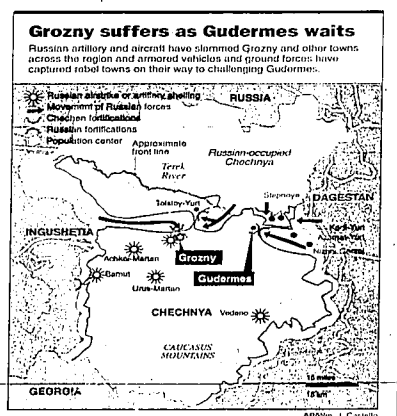 Grozny suffers as Gudermes waits
Russian artillery and aircraft have slammed Grozny and other towns
across the region and armored vehicles and ground forces have
captured rebel towns on their way to challenging Gudermes.
Russian airstrike or artillery shelling
Movement of Russian forces
Chechen fortifications
Russian fortifications
Population center
RUSSIA
Approximate
front line
Terek
River
Russian-occupied
Chechnya
Stepnoye
DAGESTAN
Tolstoy-Yurt
INGUSHETIA
Grozny
Achkoi-Martan
Gudermes
Bamut
Urus-Martan
CHECHNYA
Vedeno
CAUCASUS
MOUNTAINS
GEORGIA
15 miles
15 km